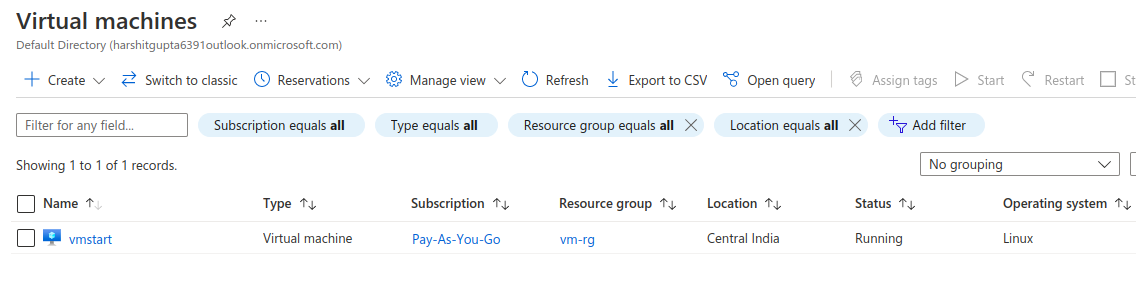 Virtual machines
Default Directory (harshitgupta6391outlook.onmicrosoft.com)
Create Switch to classic Reservations Manage view Refresh Export to CSV Open query Assign tags Start Restart St
Filter for any field... Subscription equals all Type equals all Resource group equals all Location equals all Add filter
Showing 1 to 1 of 1 records. No grouping
Name Type Subscription Resource group Location Status Operating system
vmstart Virtual machine Pay-As-You-Go vm-rg Central India Running Linux